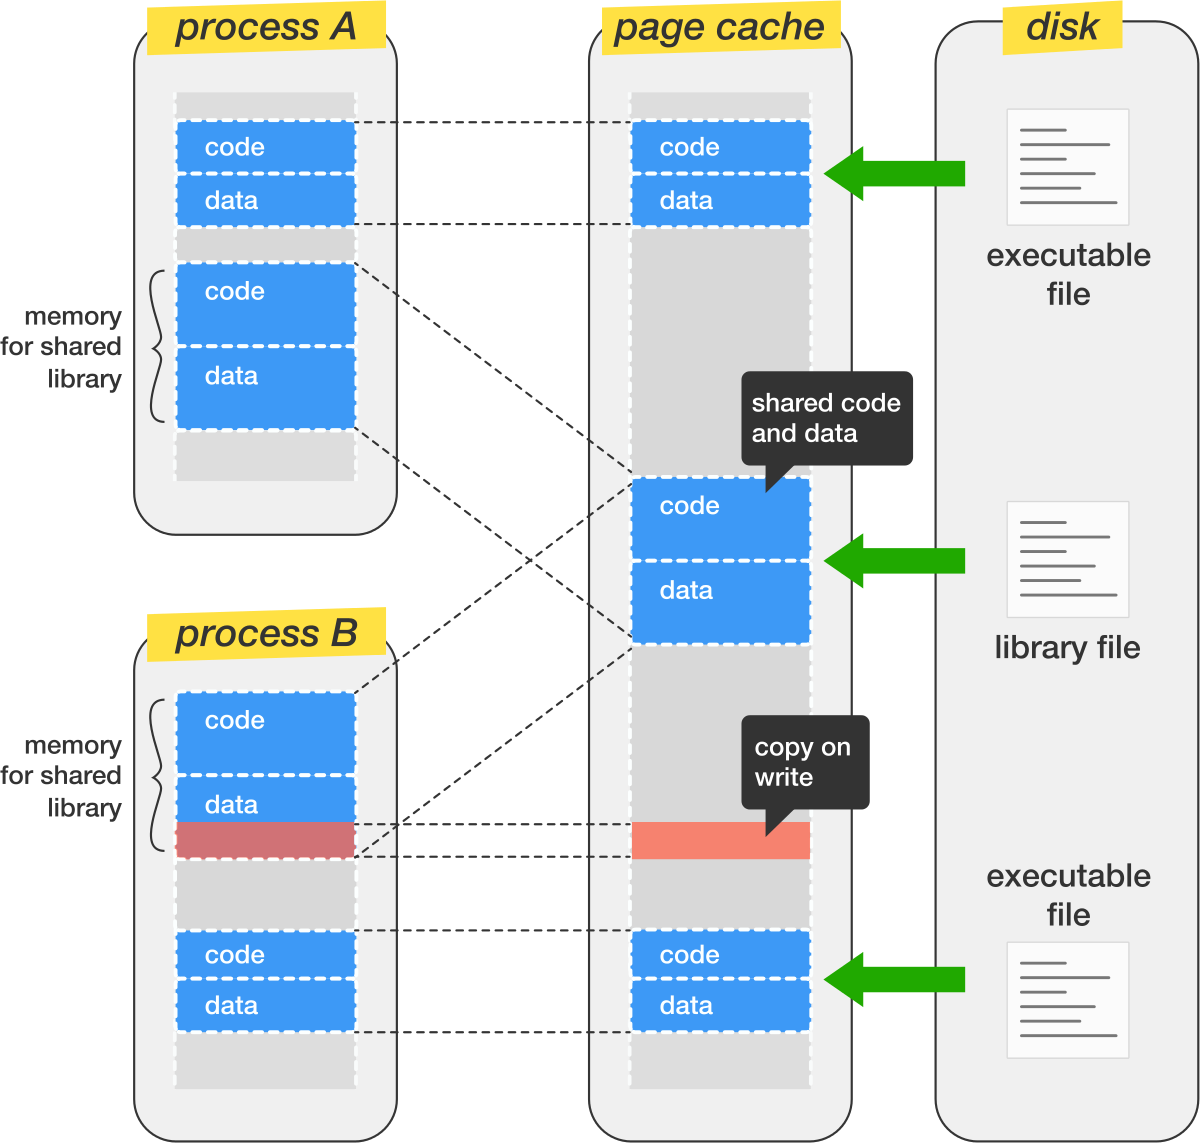 process A
page cache
disk
code
data
code
data
memory
for shared
library
code
data
executable
file
shared code
and data
code
data
library file
process B
memory
for shared
library
code
data
copy on
write
code
data
code
data
executable
file